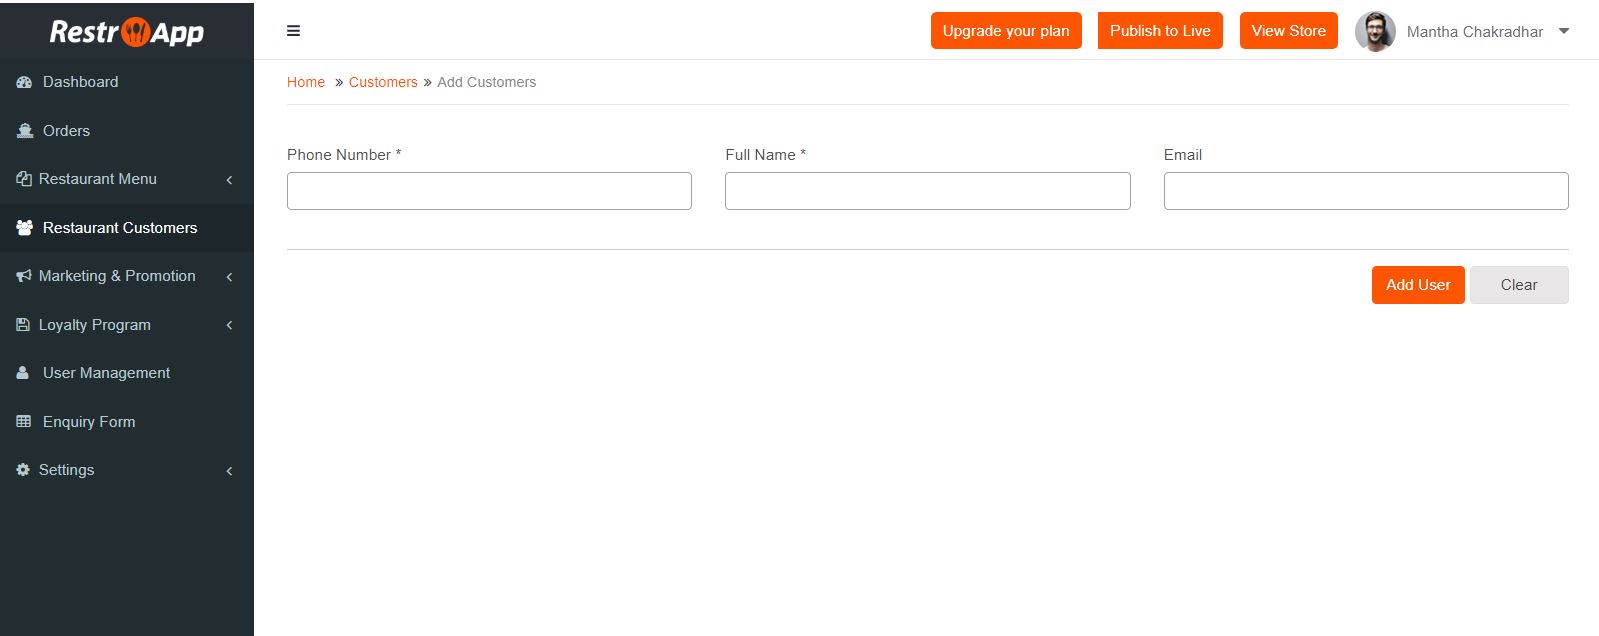 RestroApp
Upgrade your plan
Publish to Live
View Store
Mantha Chakradhar
Dashboard
Orders
Restaurant Menu
Restaurant Customers
Marketing & Promotion
Loyalty Program
User Management
Enquiry Form
Settings
Home » Customers » Add Customers
Phone Number *
Full Name *
Email
Add User
Clear